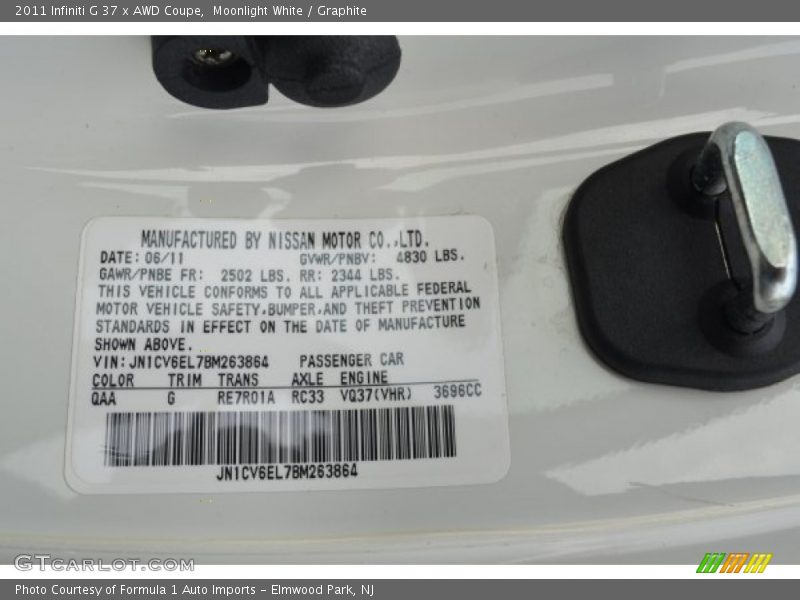 2011 Infiniti G 37 x AWD Coupe, Moonlight White / Graphite
MANUFACTURED BY NISSAN MOTOR CO.,LTD.
DATE: 06/11 GVWR/PNBV: 4830 LBS.
GAWR/PNBE FR: 2502 LBS. RR: 2344 LBS.
THIS VEHICLE CONFORMS TO ALL APPLICABLE FEDERAL
MOTOR VEHICLE SAFETY,BUMPER,AND THEFT PREVENTION
STANDARDS IN EFFECT ON THE DATE OF MANUFACTURE
SHOWN ABOVE.
VIN: JN1CV6EL7BM263864 PASSENGER CAR
COLOR TRIM TRANS AXLE ENGINE
QAA G RE7R01A RC33 VQ37(VHR) 3696CC
JN1CV6EL7BM263864
GTCARLOT.com
Photo Courtesy of Formula 1 Auto Imports - Elmwood Park, NJ